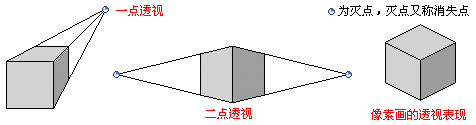 一点透视
为灭点，灭点又称消失点
二点透视
像素画的透视表现